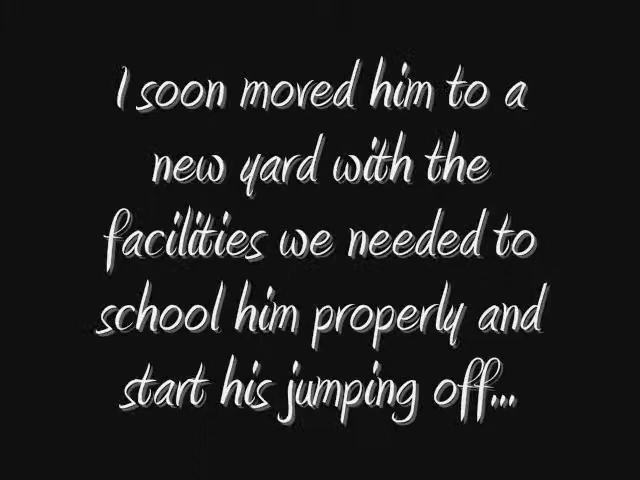 I soon moved him to a
new yard with the
facilities we needed to
school him properly and
start his jumping off...